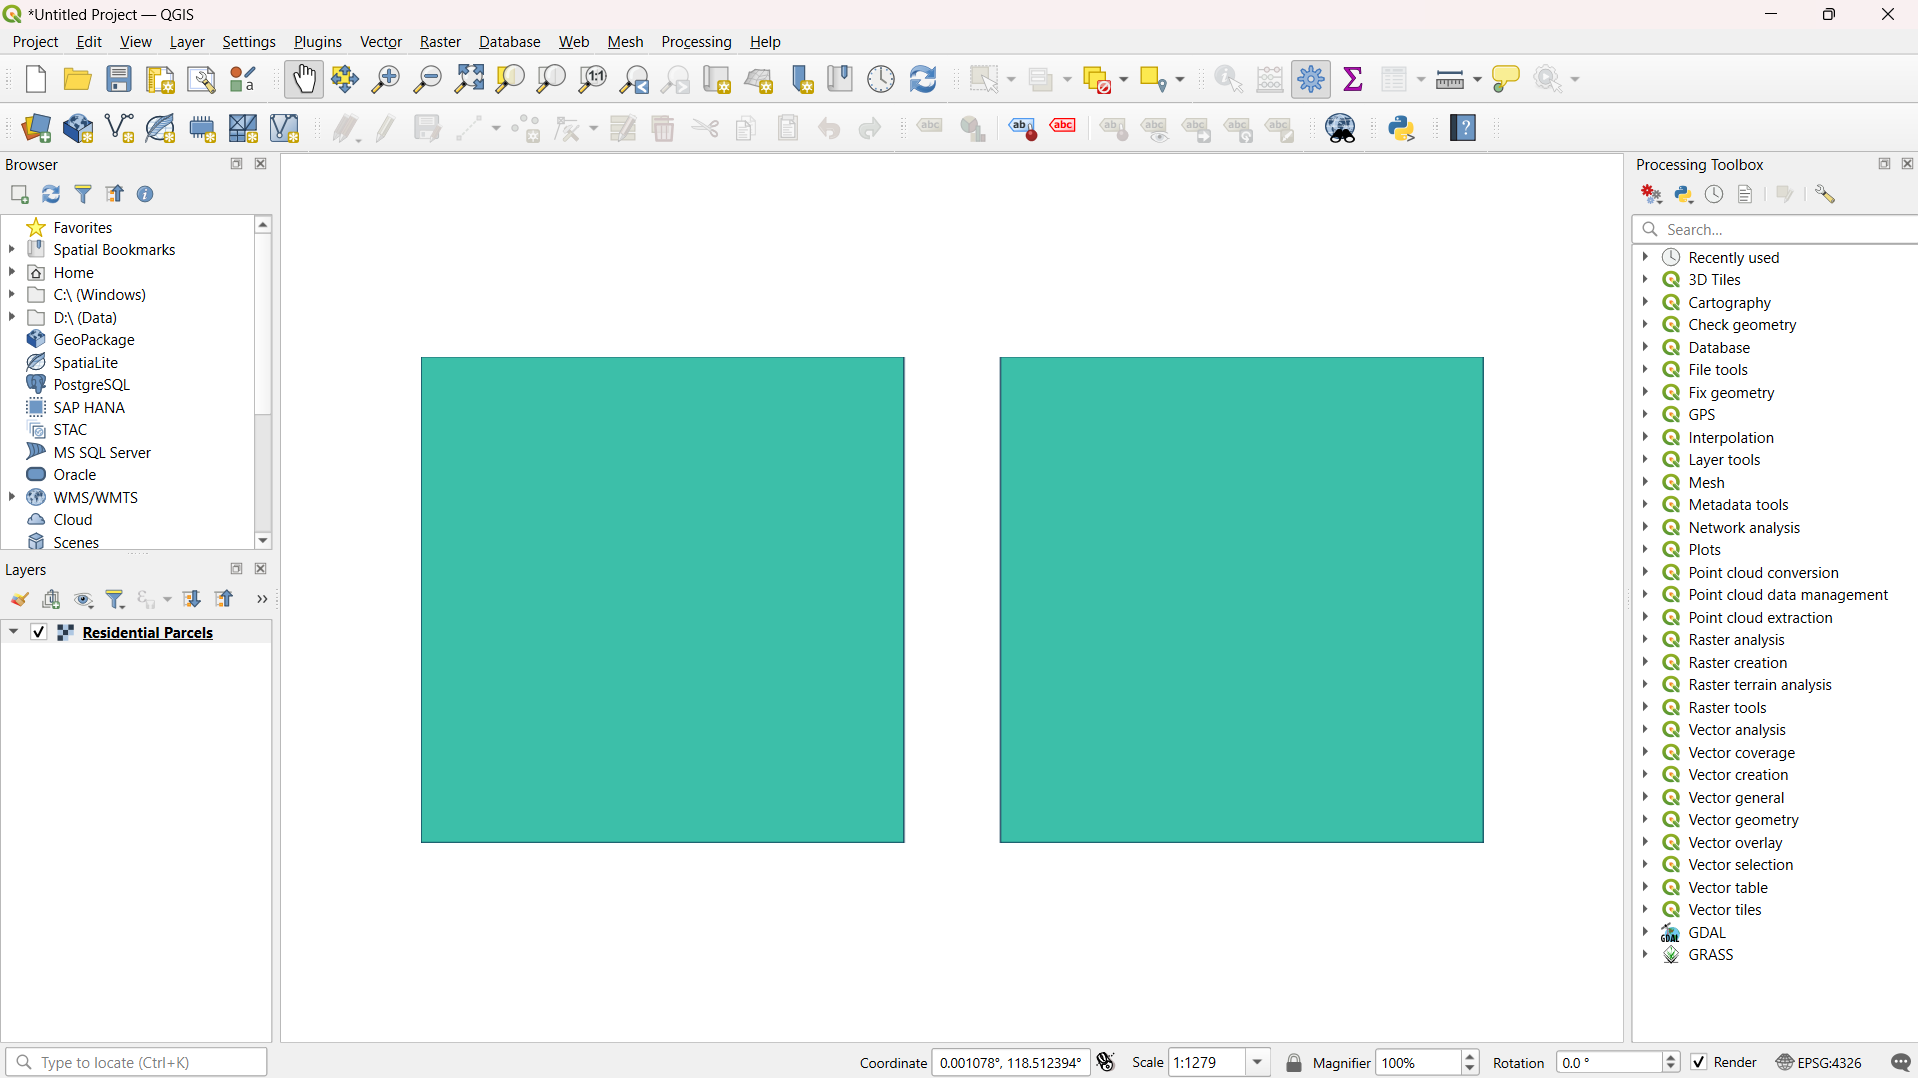 *Untitled Project — QGIS
Project Edit View Layer Settings Plugins Vector Raster Database Web Mesh Processing Help
Browser
Favorites
Spatial Bookmarks
Home
C:\ (Windows)
D:\ (Data)
GeoPackage
SpatiaLite
PostgreSQL
SAP HANA
STAC
MS SQL Server
Oracle
WMS/WMTS
Cloud
Scenes
Layers
Residential Parcels
Type to locate (Ctrl+K)
Processing Toolbox
Search...
Recently used
3D Tiles
Cartography
Check geometry
Database
File tools
Fix geometry
GPS
Interpolation
Layer tools
Mesh
Metadata tools
Network analysis
Plots
Point cloud conversion
Point cloud data management
Point cloud extraction
Raster analysis
Raster creation
Raster terrain analysis
Raster tools
Vector analysis
Vector coverage
Vector creation
Vector general
Vector geometry
Vector overlay
Vector selection
Vector table
Vector tiles
GDAL
GRASS
Coordinate 0.001078°, 118.512394° Scale 1:1279 Magnifier 100% Rotation 0.0 ° Render EPSG:4326